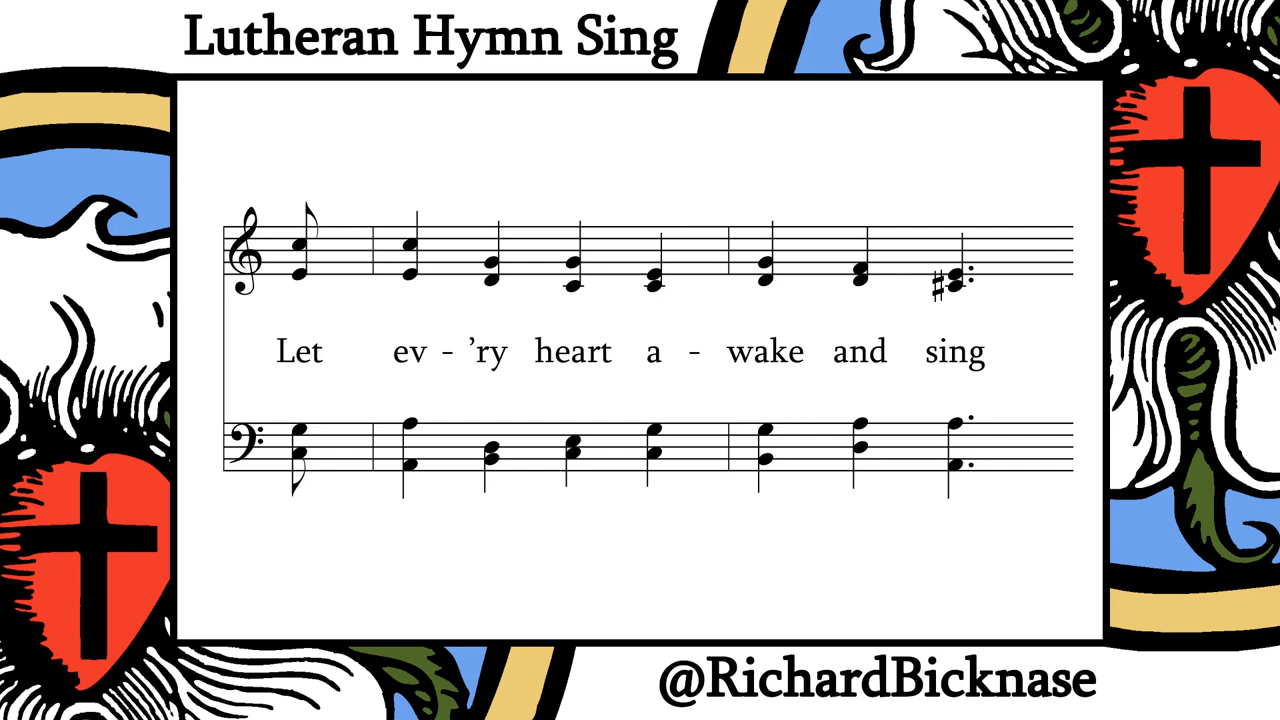 Lutheran Hymn Sing
Let ev - ’ry heart a - wake and sing
@RichardBicknase